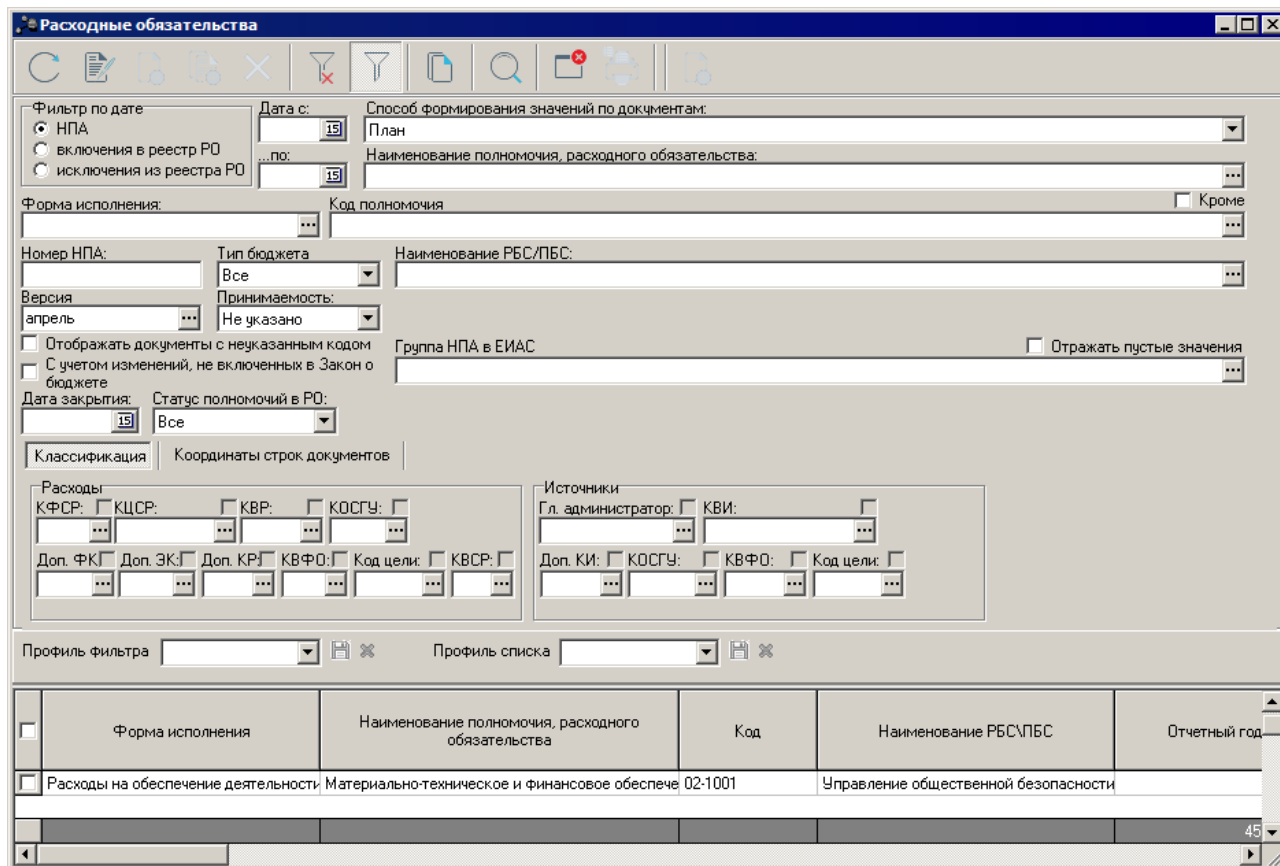 Расходные обязательства
Фильтр по дате
НПА
включения в реестр РО
исключения из реестра РО
Дата с:
15
...по:
15
Способ формирования значений по документам:
План
Наименование полномочия, расходного обязательства:
Форма исполнения:
Код полномочия
Кроме
Номер НПА:
Тип бюджета
Все
Наименование РБС/ПБС:
Версия
апрель
Принимаемость:
Не указано
Отображать документы с неуказанным кодом
С учетом изменений, не включенных в Закон о
бюджете
Группа НПА в ЕИАС
Отражать пустые значения
Дата закрытия:
15
Статус полномочий в РО:
Все
Классификация
Координаты строк документов
Расходы
КФСР: КЦСР: КВР: КОСГУ:
Доп. ФК Доп. ЭК: Доп. КР: КВФО: Код цели: КВСР:
Источники
Гл. администратор: КВИ:
Доп. КИ: КОСГУ: КВФО: Код цели:
Профиль фильтра
Профиль списка
Форма исполнения
Наименование полномочия, расходного
обязательства
Код
Наименование РБС\ПБС
Отчетный год
Расходы на обеспечение деятельности Материально-техническое и финансовое обеспече 02-1001 Управление общественной безопасности
45